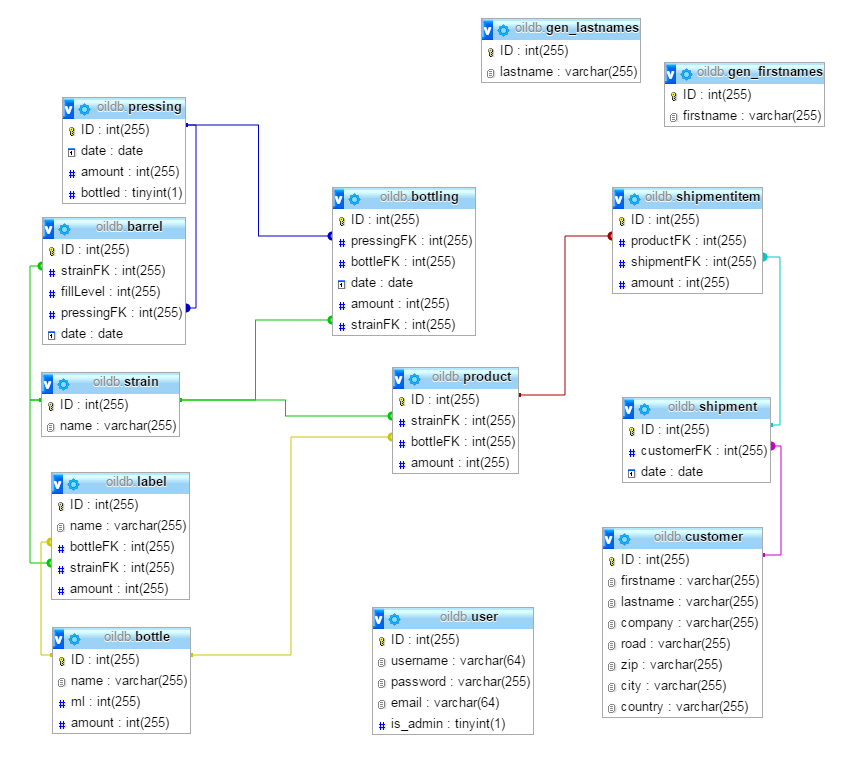 v oildb.gen_lastnames
ID : int(255)
lastname : varchar(255)
v oildb.gen_firstnames
ID : int(255)
firstname : varchar(255)
v oildb.pressing
ID : int(255)
date : date
amount : int(255)
bottled : tinyint(1)
v oildb.barrel
ID : int(255)
strainFK : int(255)
fillLevel : int(255)
pressingFK : int(255)
date : date
v oildb.bottling
ID : int(255)
pressingFK : int(255)
bottleFK : int(255)
date : date
amount : int(255)
strainFK : int(255)
v oildb.shipmentitem
ID : int(255)
productFK : int(255)
shipmentFK : int(255)
amount : int(255)
v oildb.strain
ID : int(255)
name : varchar(255)
v oildb.product
ID : int(255)
strainFK : int(255)
bottleFK : int(255)
amount : int(255)
v oildb.shipment
ID : int(255)
customerFK : int(255)
date : date
v oildb.label
ID : int(255)
name : varchar(255)
bottleFK : int(255)
strainFK : int(255)
amount : int(255)
v oildb.customer
ID : int(255)
firstname : varchar(255)
lastname : varchar(255)
company : varchar(255)
road : varchar(255)
zip : varchar(255)
city : varchar(255)
country : varchar(255)
v oildb.bottle
ID : int(255)
name : varchar(255)
ml : int(255)
amount : int(255)
v oildb.user
ID : int(255)
username : varchar(64)
password : varchar(255)
email : varchar(64)
is_admin : tinyint(1)